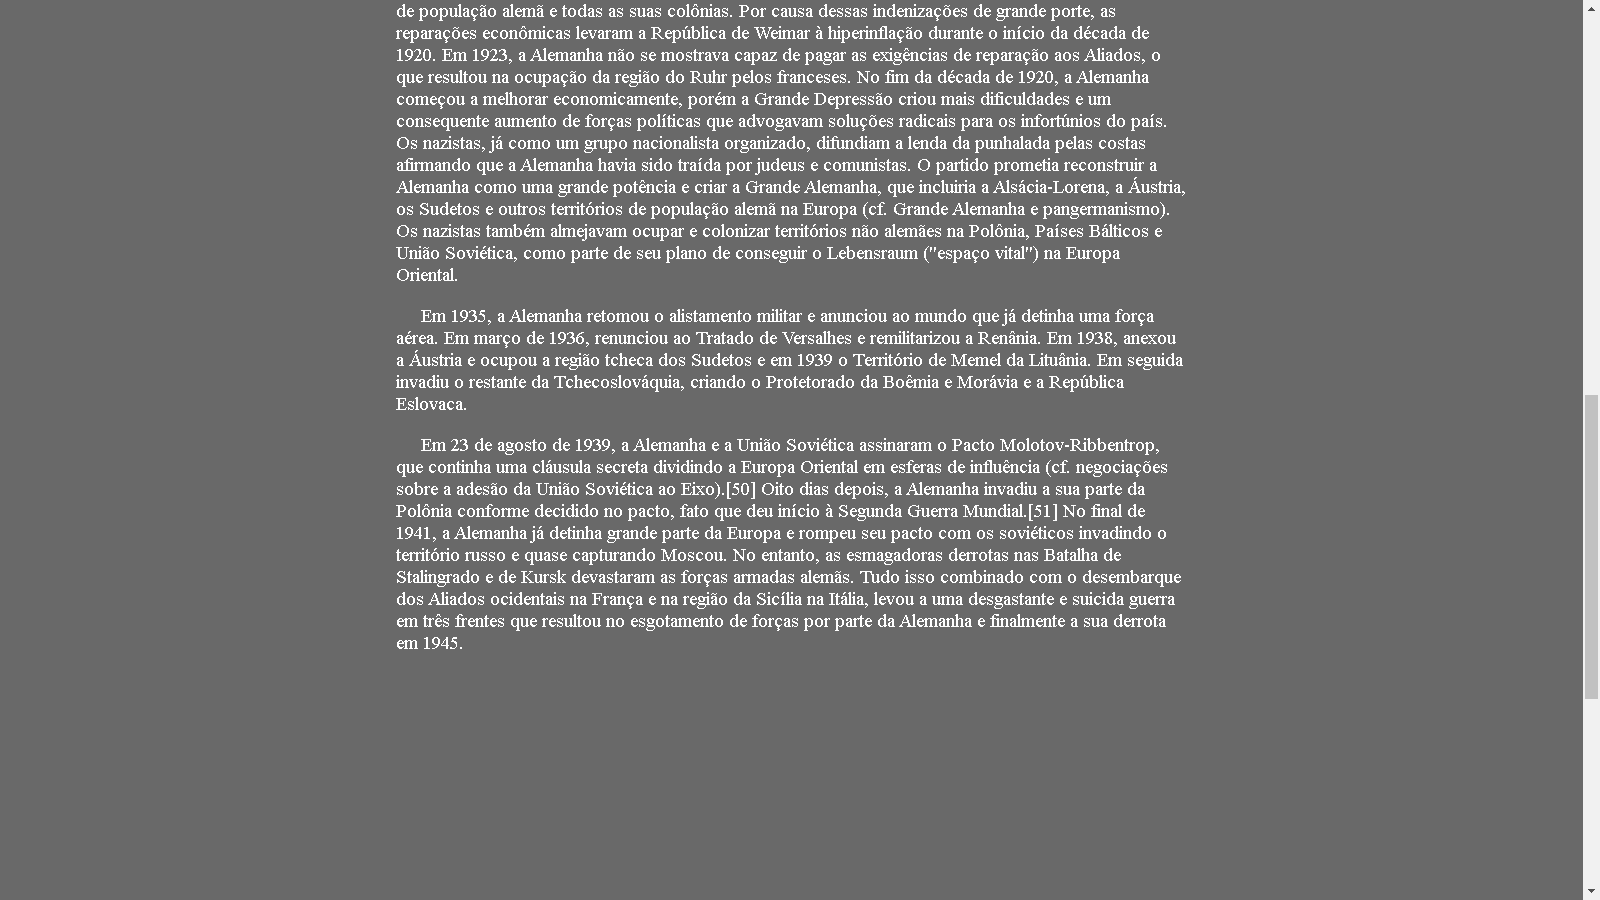 de população alemã e todas as suas colônias. Por causa dessas indenizações de grande porte, as
reparações econômicas levaram a República de Weimar à hiperinflação durante o início da década de
1920. Em 1923, a Alemanha não se mostrava capaz de pagar as exigências de reparação aos Aliados, o
que resultou na ocupação da região do Ruhr pelos franceses. No fim da década de 1920, a Alemanha
começou a melhorar economicamente, porém a Grande Depressão criou mais dificuldades e um
consequente aumento de forças políticas que advogavam soluções radicais para os infortúnios do país.
Os nazistas, já como um grupo nacionalista organizado, difundiam a lenda da punhalada pelas costas
afirmando que a Alemanha havia sido traída por judeus e comunistas. O partido prometia reconstruir a
Alemanha como uma grande potência e criar a Grande Alemanha, que incluiria a Alsácia-Lorena, a Áustria,
os Sudetos e outros territórios de população alemã na Europa (cf. Grande Alemanha e pangermanismo).
Os nazistas também almejavam ocupar e colonizar territórios não alemães na Polônia, Países Bálticos e
União Soviética, como parte de seu plano de conseguir o Lebensraum ("espaço vital") na Europa
Oriental.
Em 1935, a Alemanha retomou o alistamento militar e anunciou ao mundo que já detinha uma força
aérea. Em março de 1936, renunciou ao Tratado de Versalhes e remilitarizou a Renânia. Em 1938, anexou
a Áustria e ocupou a região tcheca dos Sudetos e em 1939 o Território de Memel da Lituânia. Em seguida
invadiu o restante da Tchecoslováquia, criando o Protetorado da Boêmia e Morávia e a República
Eslovaca.
Em 23 de agosto de 1939, a Alemanha e a União Soviética assinaram o Pacto Molotov-Ribbentrop,
que continha uma cláusula secreta dividindo a Europa Oriental em esferas de influência (cf. negociações
sobre a adesão da União Soviética ao Eixo).[50] Oito dias depois, a Alemanha invadiu a sua parte da
Polônia conforme decidido no pacto, fato que deu início à Segunda Guerra Mundial.[51] No final de
1941, a Alemanha já detinha grande parte da Europa e rompeu seu pacto com os soviéticos invadindo o
território russo e quase capturando Moscou. No entanto, as esmagadoras derrotas nas Batalha de
Stalingrado e de Kursk devastaram as forças armadas alemãs. Tudo isso combinado com o desembarque
dos Aliados ocidentais na França e na região da Sicília na Itália, levou a uma desgastante e suicida guerra
em três frentes que resultou no esgotamento de forças por parte da Alemanha e finalmente a sua derrota
em 1945.